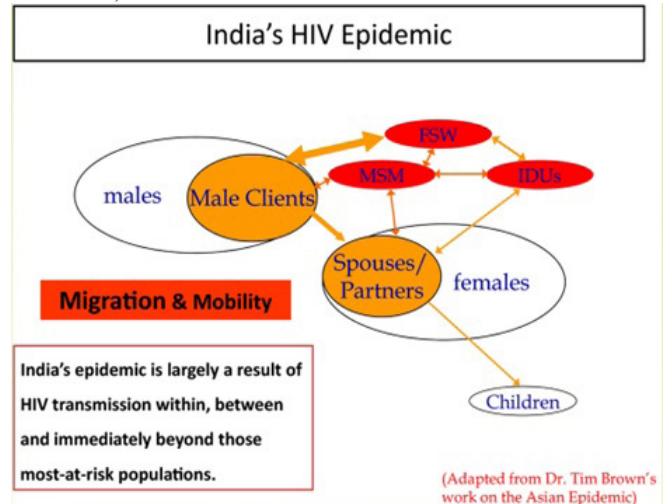 India's HIV Epidemic
FSW
MSM
IDUs
males
Male Clients
Spouses/
Partners
females
Migration & Mobility
India's epidemic is largely a result of
HIV transmission within, between
and immediately beyond those
most-at-risk populations.
Children
(Adapted from Dr. Tim Brown's
work on the Asian Epidemic)